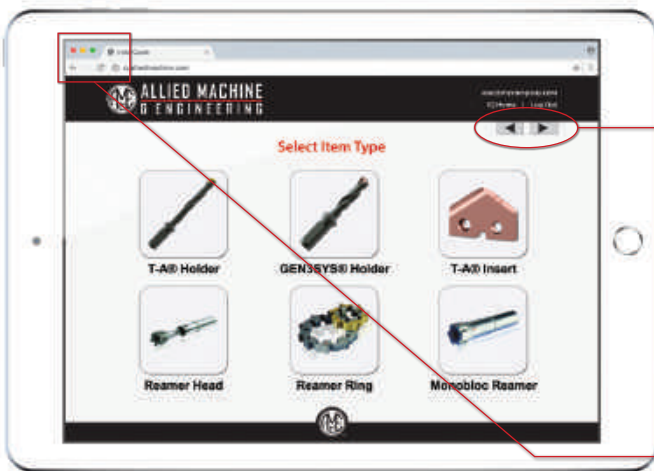 ALLIED MACHINE
& ENGINEERING
Select Item Type
T-A® Holder
GEN3SYS® Holder
T-A® Insert
Reamer Head
Reamer Ring
Monobloc Reamer